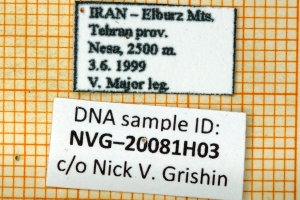 IRAN – Elburz Mts.
Tehran prov.
Nesa, 2500 m.
3.6. 1999
V. Major leg.
DNA sample ID:
NVG–20081H03
c/o Nick V. Grishin